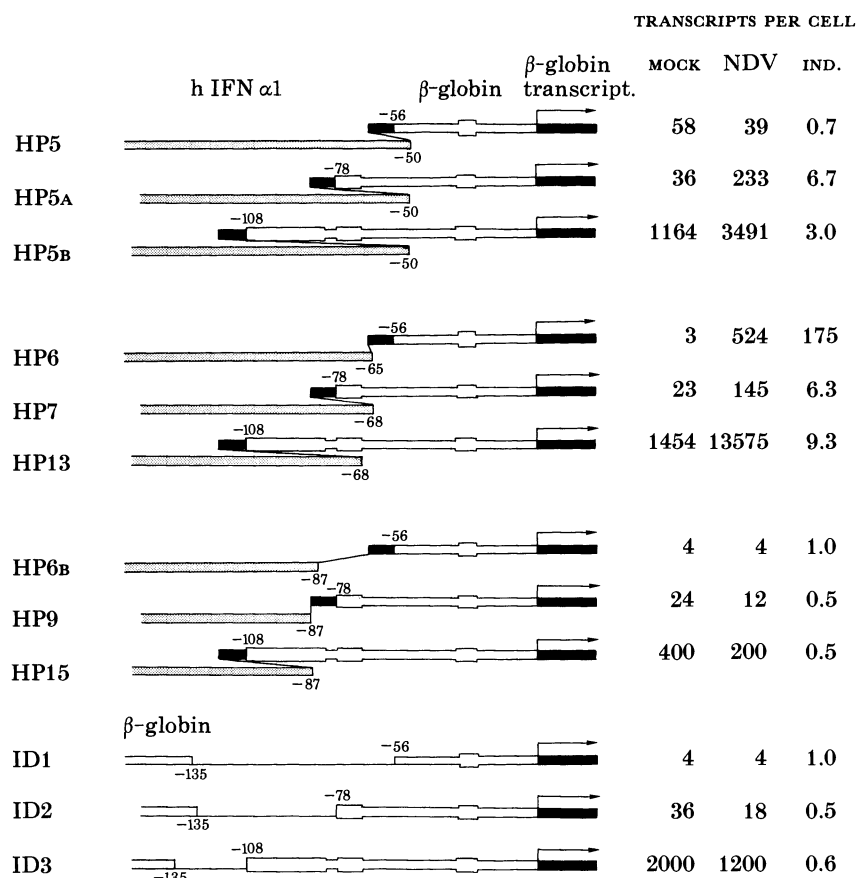 TRANSCRIPTS PER CELL
h IFN α1 β-globin β-globin transcript. MOCK NDV IND.
−56
HP5 58 39 0.7
−50
−78
HP5A 36 233 6.7
−50
−108
HP5B 1164 3491 3.0
−50
−56
HP6 3 524 175
−65
−78
HP7 23 145 6.3
−68
−108
HP13 1454 13575 9.3
−68
−56
HP6B 4 4 1.0
−87
−78
HP9 24 12 0.5
−87
−108
HP15 400 200 0.5
−87
β-globin
−56
ID1 4 4 1.0
−135
−78
ID2 36 18 0.5
−135
−108
ID3 2000 1200 0.6
−135